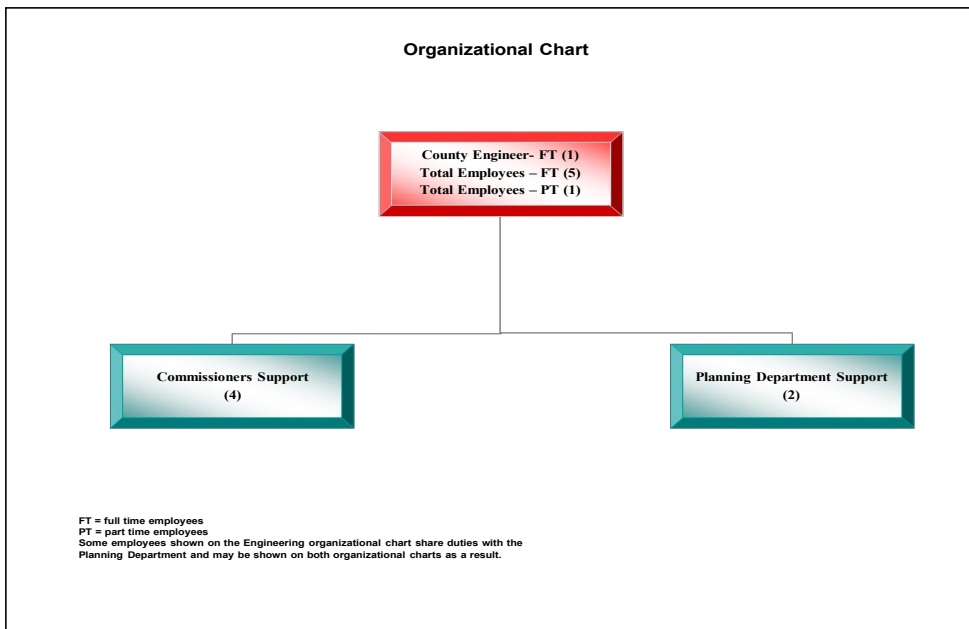 Organizational Chart
County Engineer- FT (1)
Total Employees – FT (5)
Total Employees – PT (1)
Commissioners Support
(4)
Planning Department Support
(2)
FT = full time employees
PT = part time employees
Some employees shown on the Engineering organizational chart share duties with the
Planning Department and may be shown on both organizational charts as a result.